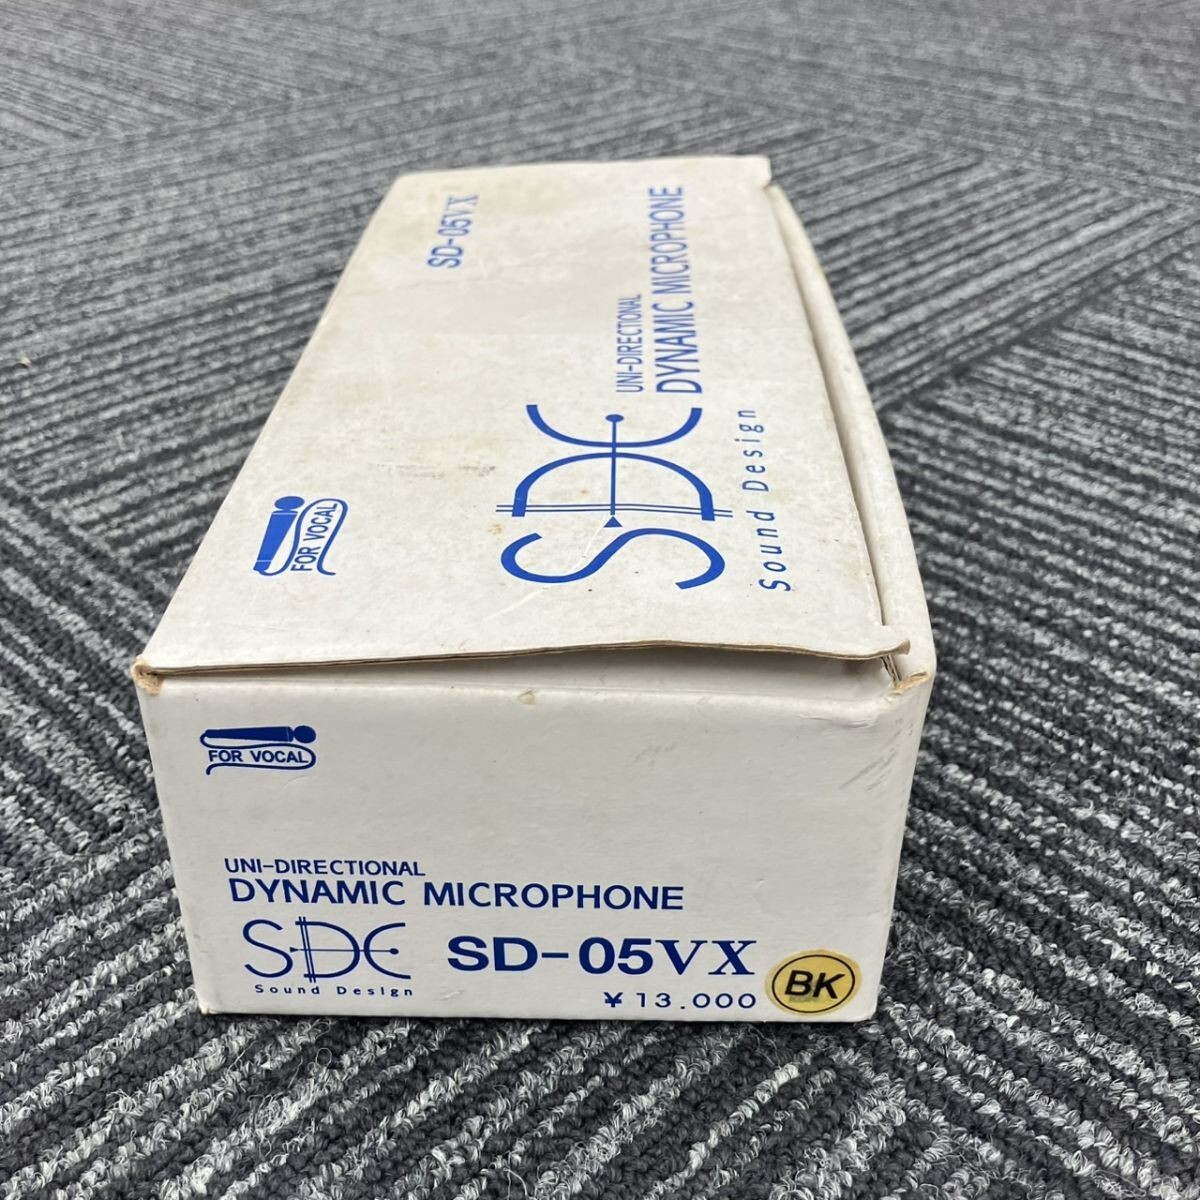 SD-05VX
UNI-DIRECTIONAL
DYNAMIC MICROPHONE
SDE
Sound Design
FOR VOCAL
FOR VOCAL
UNI-DIRECTIONAL
DYNAMIC MICROPHONE
SDE
Sound Design
SD-05VX
¥13.000
BK